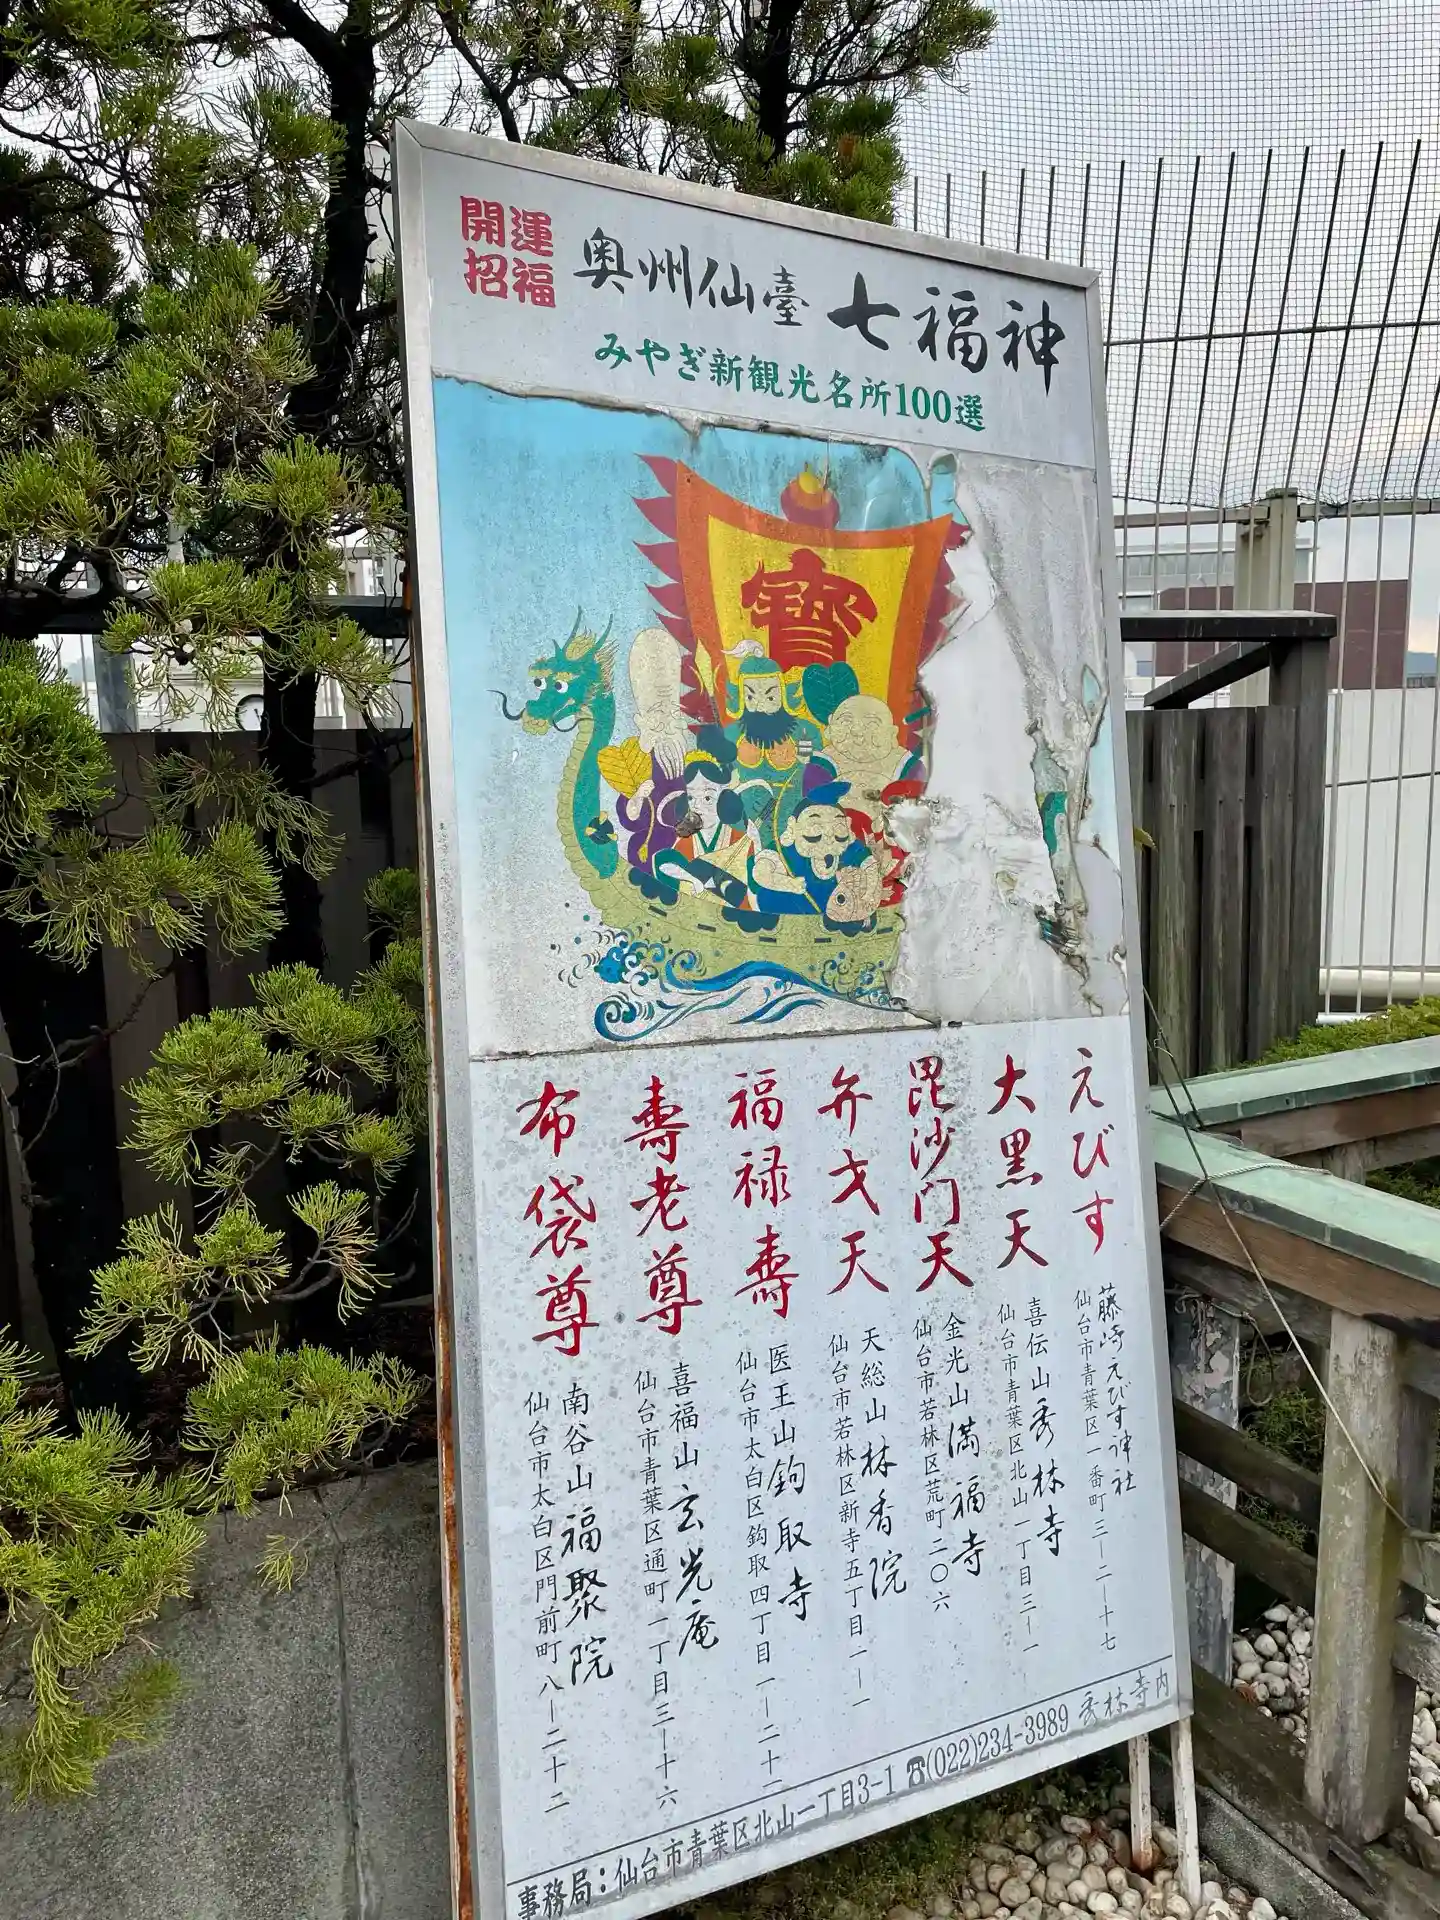 開運
招福
奥州仙臺 七福神
みやぎ新観光名所100選
寶
えびす
藤崎えびす神社
仙台市青葉区一番町三ー二ー十七
大黒天
喜伝山秀林寺
仙台市青葉区北山一丁目三ー一
毘沙門天
金光山満福寺
仙台市若林区荒町二〇六
弁才天
天総山林香院
仙台市若林区新寺五丁目一ー一
福禄壽
医王山鉤取寺
仙台市太白区鈎取四丁目一ー二十一
壽老尊
喜福山玄光庵
仙台市青葉区通町一丁目三ー十六
布袋尊
南谷山福聚院
仙台市太白区門前町八ー二十二
事務局：仙台市青葉区北山一丁目3-1 ☎(022)234-3989 秀林寺内